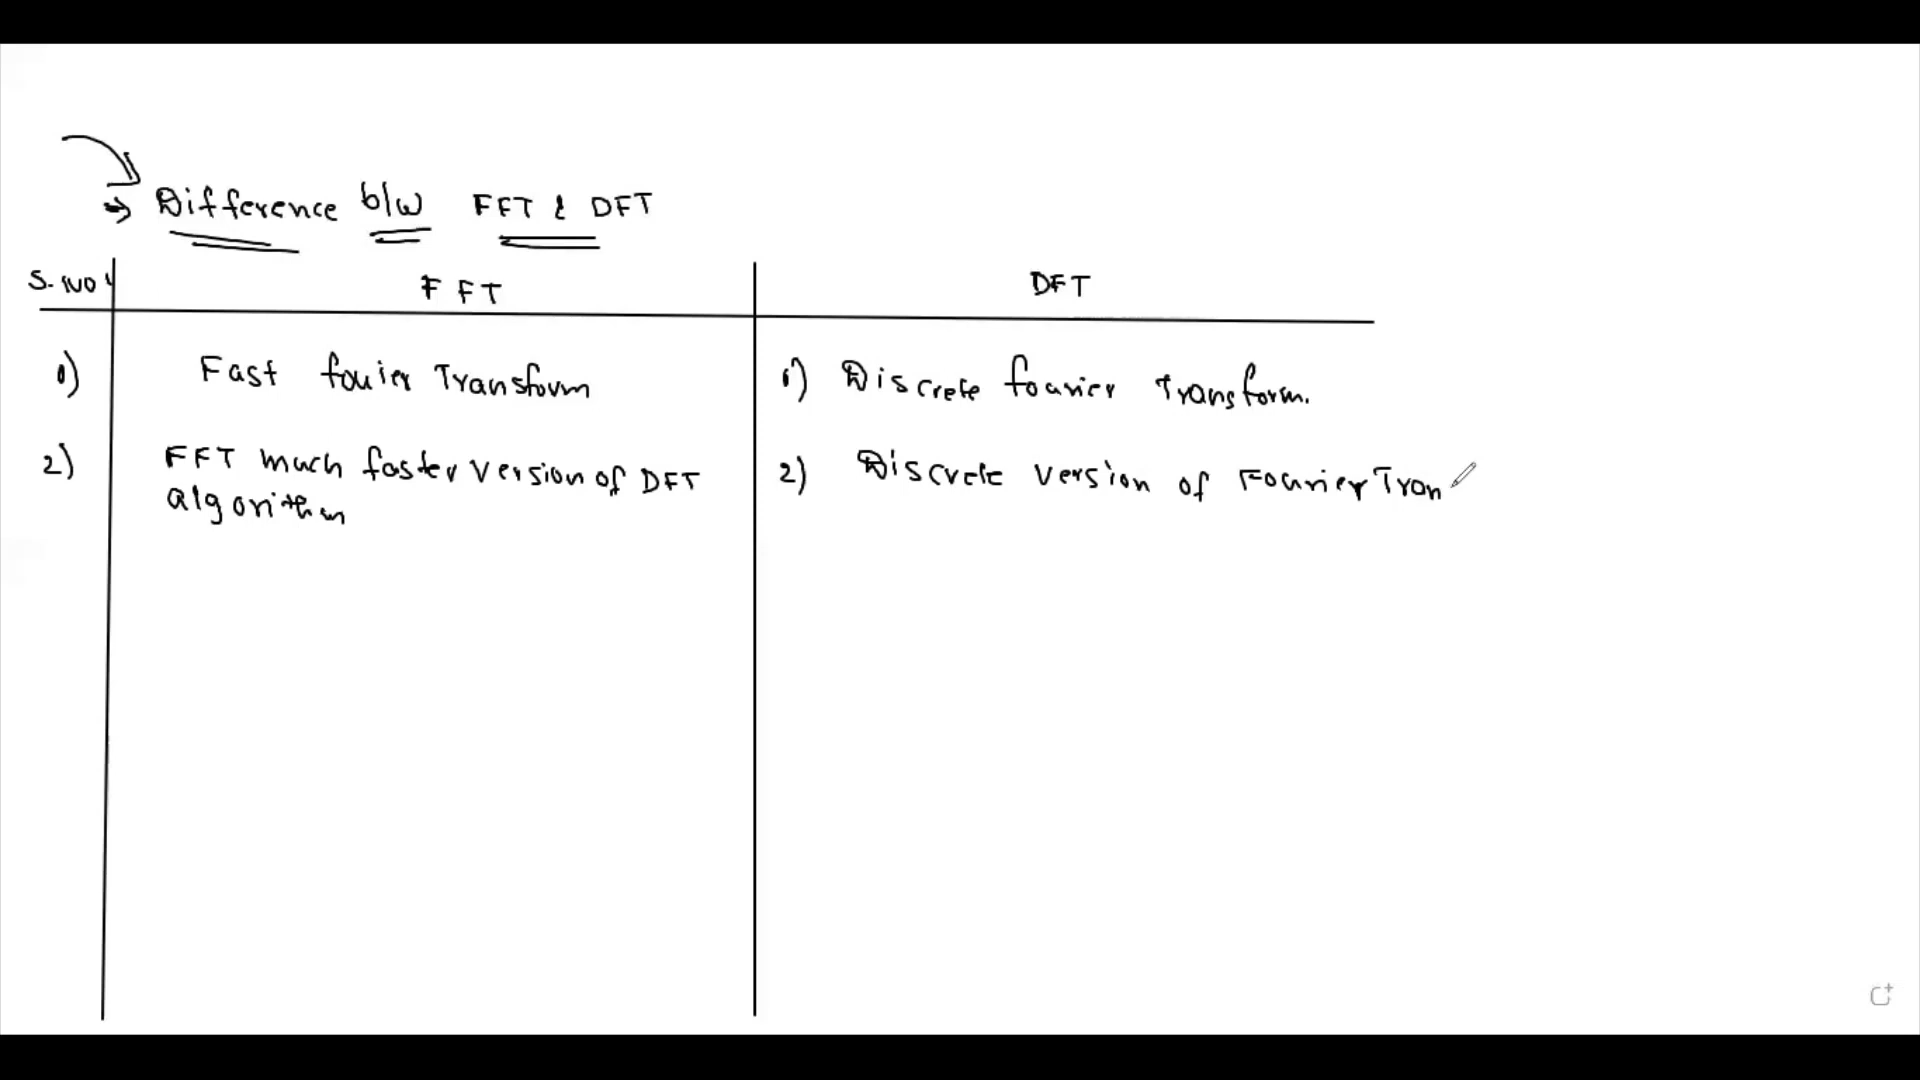 → Difference b/w FFT & DFT
S.NO FFT DFT
1) Fast fouier Transform 1) Discrete fourier Transform.
2) FFT much faster version of DFT 2) Discrete version of Fourier Tran
algorithm